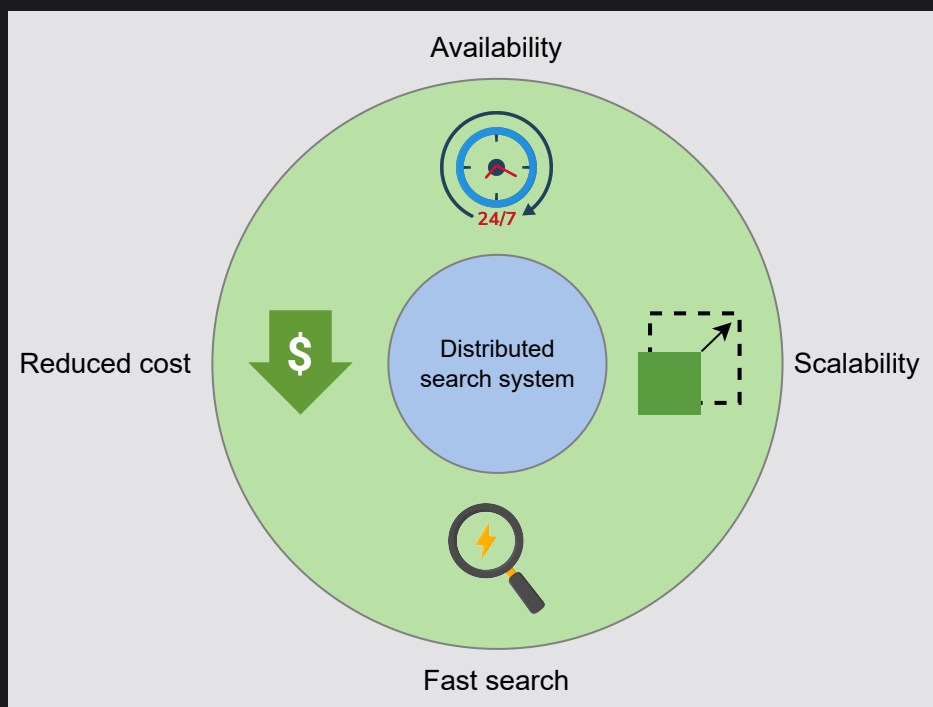 Availability
24/7
Reduced cost
$
Distributed
search system
Scalability
Fast search